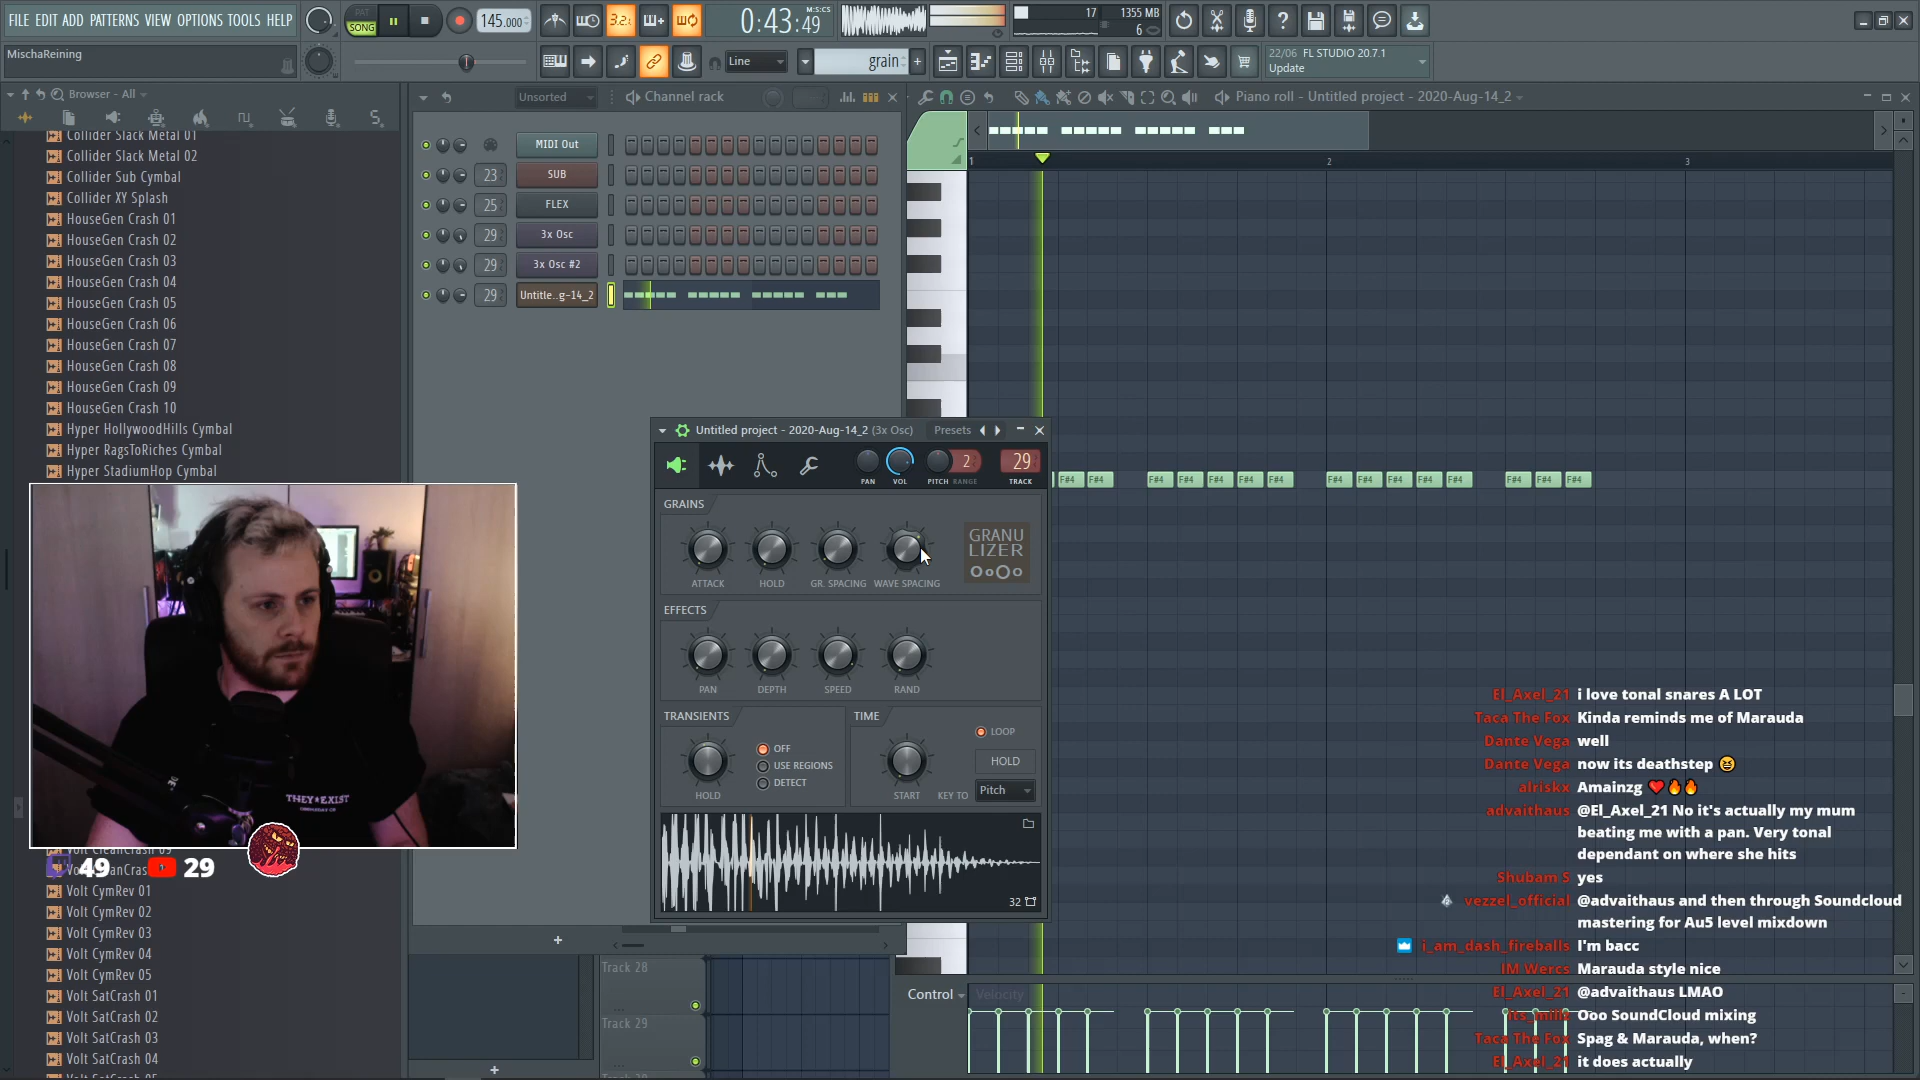 FILE EDIT ADD PATTERNS VIEW OPTIONS TOOLS HELP
PAT
SONG
145.000
3.2.
0:43:49
M:S:CS
17
1355 MB
6
MischaReining
Line
grain
22/06 FL STUDIO 20.7.1
Update
Browser - All
Collider Slack Metal 01
Collider Slack Metal 02
Collider Sub Cymbal
Collider XY Splash
HouseGen Crash 01
HouseGen Crash 02
HouseGen Crash 03
HouseGen Crash 04
HouseGen Crash 05
HouseGen Crash 06
HouseGen Crash 07
HouseGen Crash 08
HouseGen Crash 09
HouseGen Crash 10
Hyper HollywoodHills Cymbal
Hyper RagsToRiches Cymbal
Hyper StadiumHop Cymbal
THEY EXIST
49
29
Volt CymRev 01
Volt CymRev 02
Volt CymRev 03
Volt CymRev 04
Volt CymRev 05
Volt SatCrash 01
Volt SatCrash 02
Volt SatCrash 03
Volt SatCrash 04
Unsorted
Channel rack
MIDI Out
23 SUB
25 FLEX
29 3x Osc
29 3x Osc #2
29 Untitle..g-14_2
Track 28
Track 29
Piano roll - Untitled project - 2020-Aug-14_2
1 2 3
F#4 F#4 F#4 F#4 F#4 F#4 F#4 F#4 F#4 F#4 F#4 F#4 F#4 F#4 F#4
Control
Velocity
Untitled project - 2020-Aug-14_2 (3x Osc) Presets
2
29
PAN VOL PITCH RANGE TRACK
GRAINS
GRANU
LIZER
ATTACK HOLD GR. SPACING WAVE SPACING
EFFECTS
PAN DEPTH SPEED RAND
TRANSIENTS
OFF
USE REGIONS
DETECT
HOLD
TIME
LOOP
HOLD
START
KEY TO Pitch
32
El_Axel_21 i love tonal snares A LOT
Taca The Fox Kinda reminds me of Marauda
Dante Vega well
Dante Vega now its deathstep 😆
alriskx Amainzg ❤️🔥🔥
advaithaus @El_Axel_21 No it's actually my mum
beating me with a pan. Very tonal
dependant on where she hits
Shubam S yes
vezzel_official @advaithaus and then through Soundcloud
mastering for Au5 level mixdown
i_am_dash_fireballs I'm bacc
IM Wercs Marauda style nice
El_Axel_21 @advaithaus LMAO
Ooo SoundCloud mixing
Taca The Fox Spag & Marauda, when?
El_Axel_21 it does actually